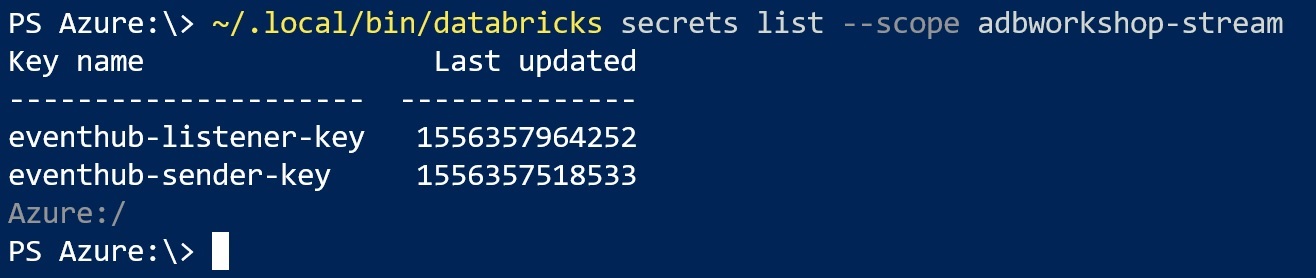 PS Azure:\> ~/.local/bin/databricks secrets list --scope adbworkshop-stream
Key name                   Last updated
---------------------  --------------
eventhub-listener-key   1556357964252
eventhub-sender-key     1556357518533
Azure:/
PS Azure:\>